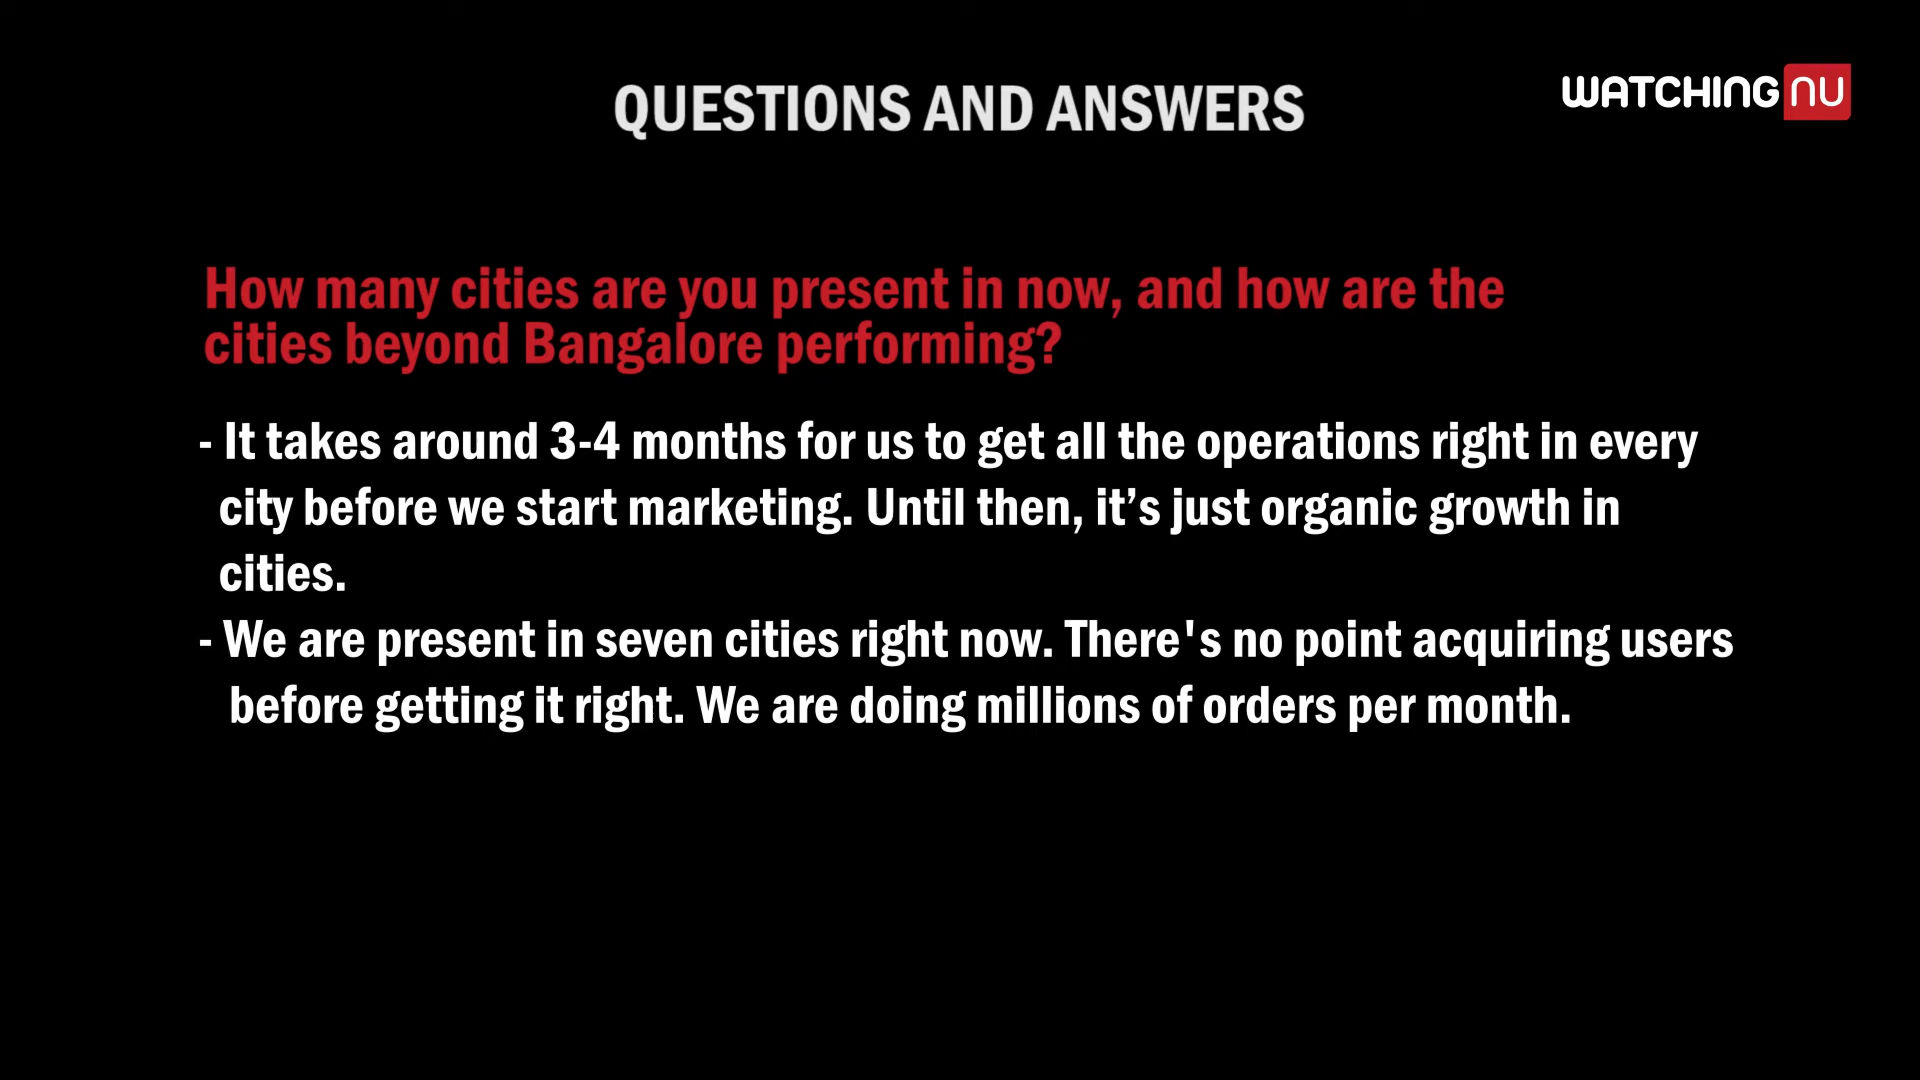 QUESTIONS AND ANSWERS
WATCHING NU
How many cities are you present in now, and how are the
cities beyond Bangalore performing?
- It takes around 3-4 months for us to get all the operations right in every
city before we start marketing. Until then, it’s just organic growth in
cities.
- We are present in seven cities right now. There's no point acquiring users
before getting it right. We are doing millions of orders per month.